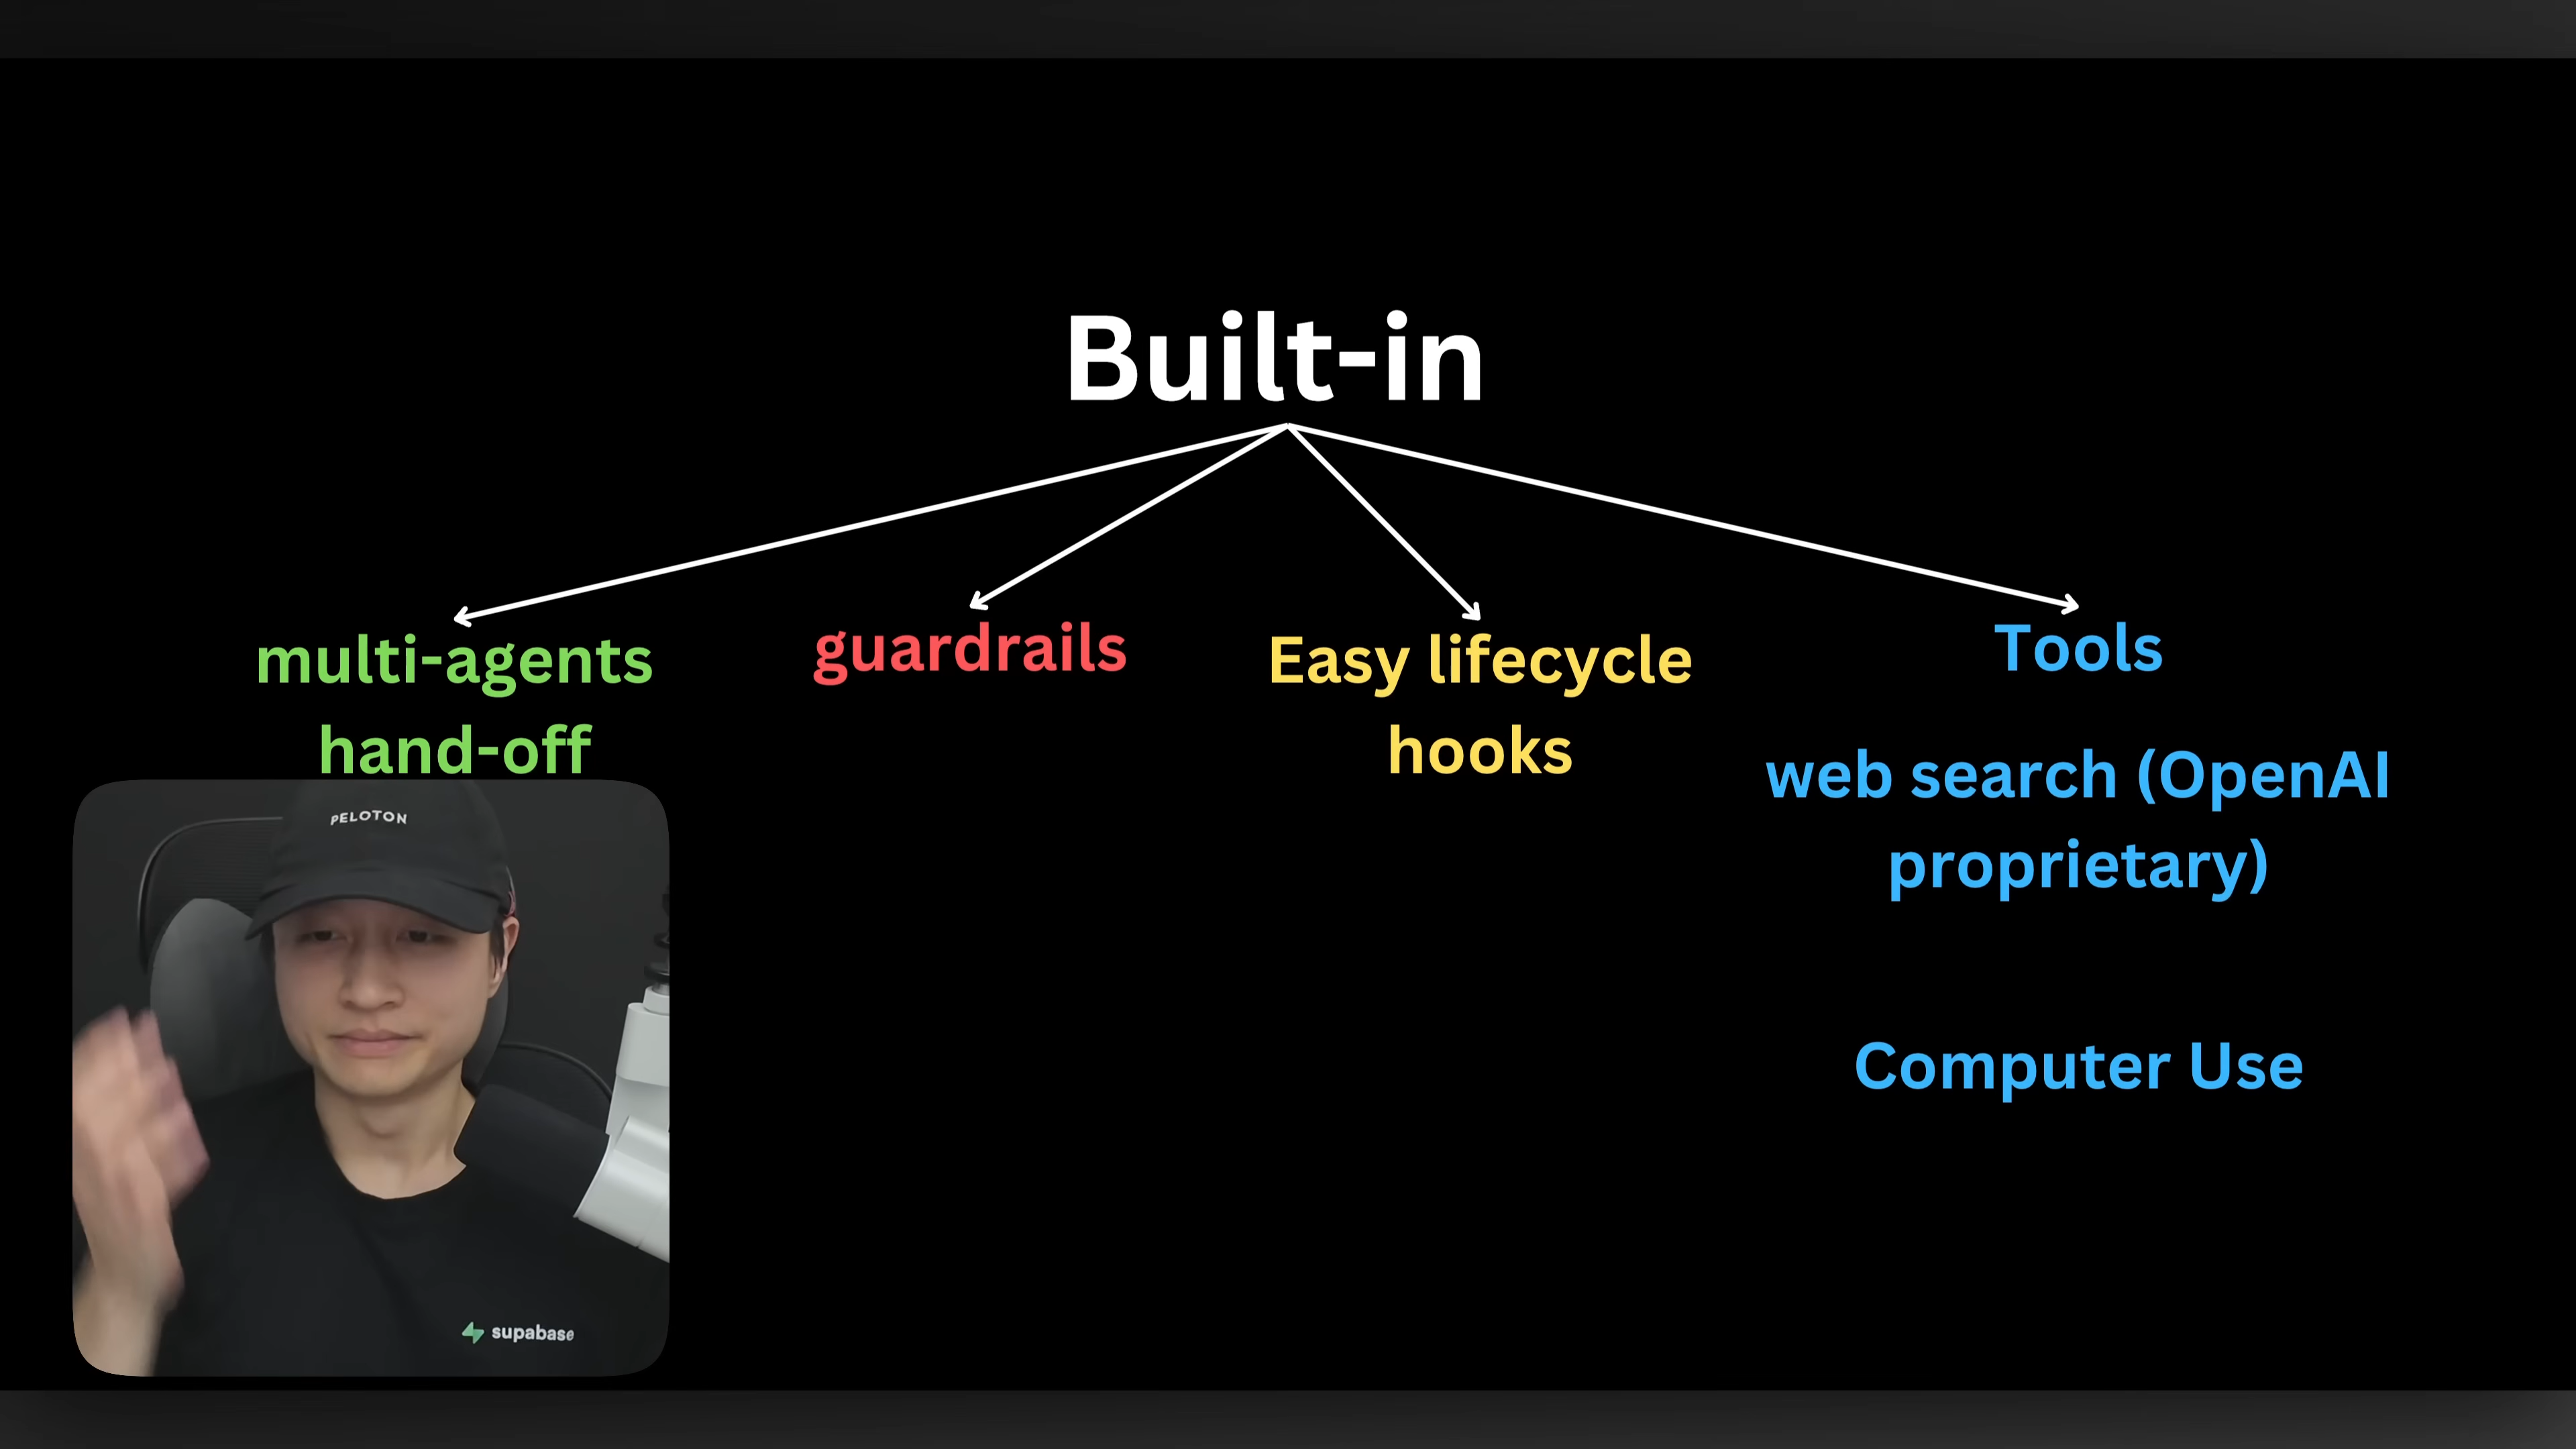 Built-in
multi-agents
hand-off
guardrails
Easy lifecycle
hooks
Tools
web search (OpenAI
proprietary)
Computer Use
PELOTON
supabase